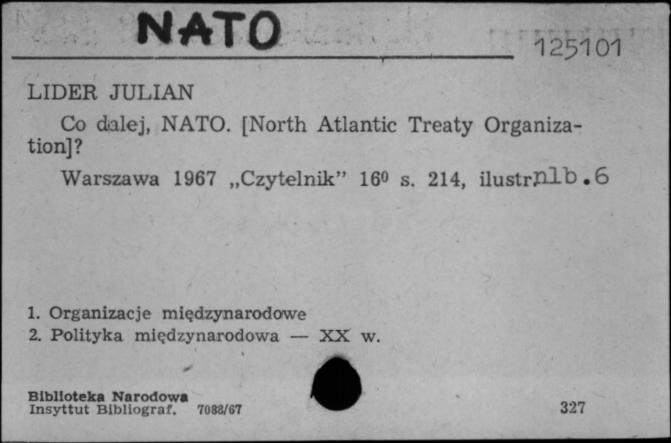 NATO
125101
LIDER JULIAN
Co dalej, NATO. [North Atlantic Treaty Organiza-
tion]?
Warszawa 1967 „Czytelnik” 16⁰ s. 214, ilustr. nlb.6
1. Organizacje międzynarodowe
2. Polityka międzynarodowa — XX w.
Biblioteka Narodowa
Insyttut Bibliograf. 7088/67
327